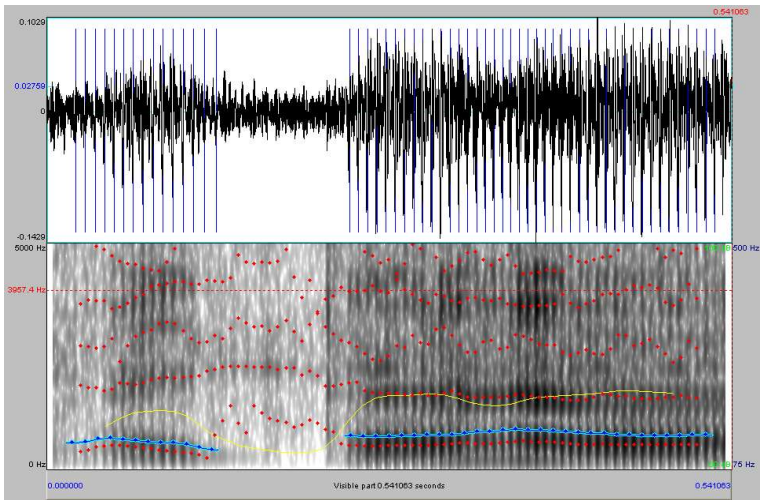 0.541063
0.1029
0.02759
0
-0.1429
5000 Hz
500 Hz
3957.4 Hz
0 Hz
75 Hz
0.000000
Visible part 0.541063 seconds
0.541063